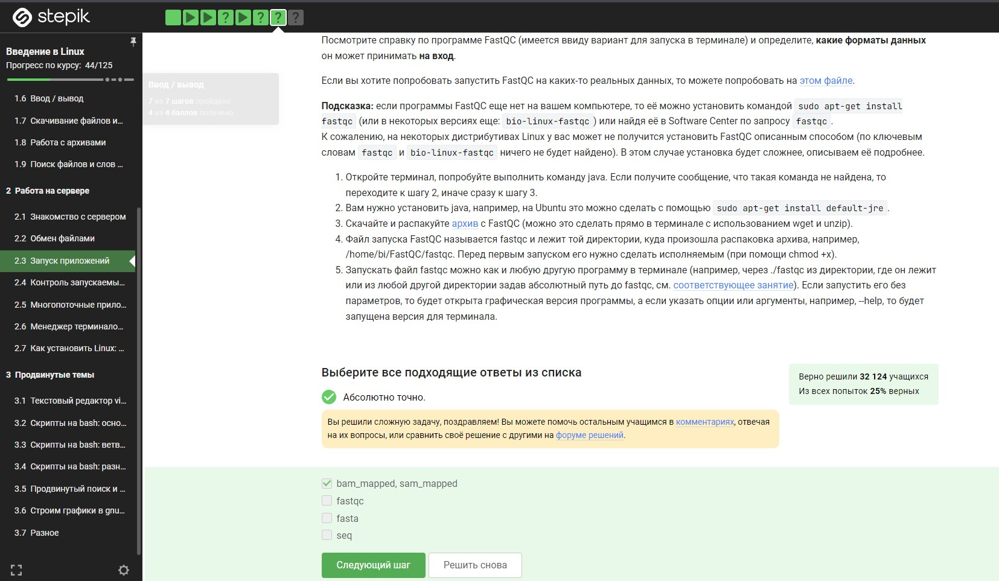 stepik
? ? ? ?
Введение в Linux
Прогресс по курсу: 44/125
1.6 Ввод / вывод
1.7 Скачивание файлов и...
1.8 Работа с архивами
1.9 Поиск файлов и слов ...
2 Работа на сервере
2.1 Знакомство с сервером
2.2 Обмен файлами
2.3 Запуск приложений
2.4 Контроль запускаемы...
2.5 Многопоточные прило...
2.6 Менеджер терминало...
2.7 Как установить Linux: ...
3 Продвинутые темы
3.1 Текстовый редактор vi...
3.2 Скрипты на bash: осно...
3.3 Скрипты на bash: ветв...
3.4 Скрипты на bash: разн...
3.5 Продвинутый поиск и ...
3.6 Строим графики в gnu...
3.7 Разное
Ввод / вывод
7 из 7 шагов пройдено
4 из 4 баллов получено
Посмотрите справку по программе FastQC (имеется ввиду вариант для запуска в терминале) и определите, какие форматы данных
он может принимать на вход.
Если вы хотите попробовать запустить FastQC на каких-то реальных данных, то можете попробовать на этом файле.
Подсказка: если программы FastQC еще нет на вашем компьютере, то её можно установить командой sudo apt-get install
fastqc (или в некоторых версиях еще: bio-linux-fastqc ) или найдя её в Software Center по запросу fastqc .
К сожалению, на некоторых дистрибутивах Linux у вас может не получится установить FastQC описанным способом (по ключевым
словам fastqc и bio-linux-fastqc ничего не будет найдено). В этом случае установка будет сложнее, описываем её подробнее.
1. Откройте терминал, попробуйте выполнить команду java. Если получите сообщение, что такая команда не найдена, то
переходите к шагу 2, иначе сразу к шагу 3.
2. Вам нужно установить java, например, на Ubuntu это можно сделать с помощью sudo apt-get install default-jre .
3. Скачайте и распакуйте архив с FastQC (можно это сделать прямо в терминале с использованием wget и unzip).
4. Файл запуска FastQC называется fastqc и лежит той директории, куда произошла распаковка архива, например,
/home/bi/FastQC/fastqc. Перед первым запуском его нужно сделать исполняемым (при помощи chmod +x).
5. Запускать файл fastqc можно как и любую другую программу в терминале (например, через ./fastqc из директории, где он лежит
или из любой другой директории задав абсолютный путь до fastqc, см. соответствующее занятие). Если запустить его без
параметров, то будет открыта графическая версия программы, а если указать опции или аргументы, например, --help, то будет
запущена версия для терминала.
Выберите все подходящие ответы из списка
Верно решили 32 124 учащихся
Из всех попыток 25% верных
Абсолютно точно.
Вы решили сложную задачу, поздравляем! Вы можете помочь остальным учащимся в комментариях, отвечая
на их вопросы, или сравнить своё решение с другими на форуме решений.
bam_mapped, sam_mapped
fastqc
fasta
seq
Следующий шаг
Решить снова